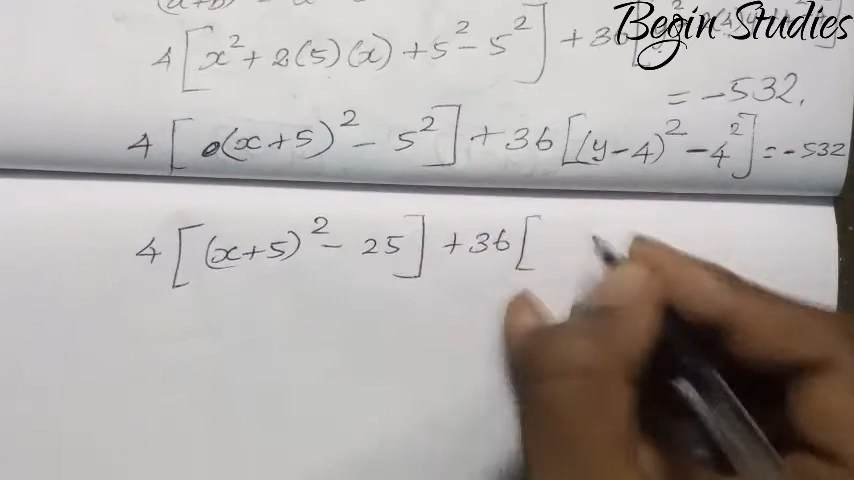 Begin Studies
4[x²+2(5)(x)+5²-5²]+36[
=-532.
4[(x+5)²-5²]+36[(y-4)²-4²]=-532
4[(x+5)²-25]+36[